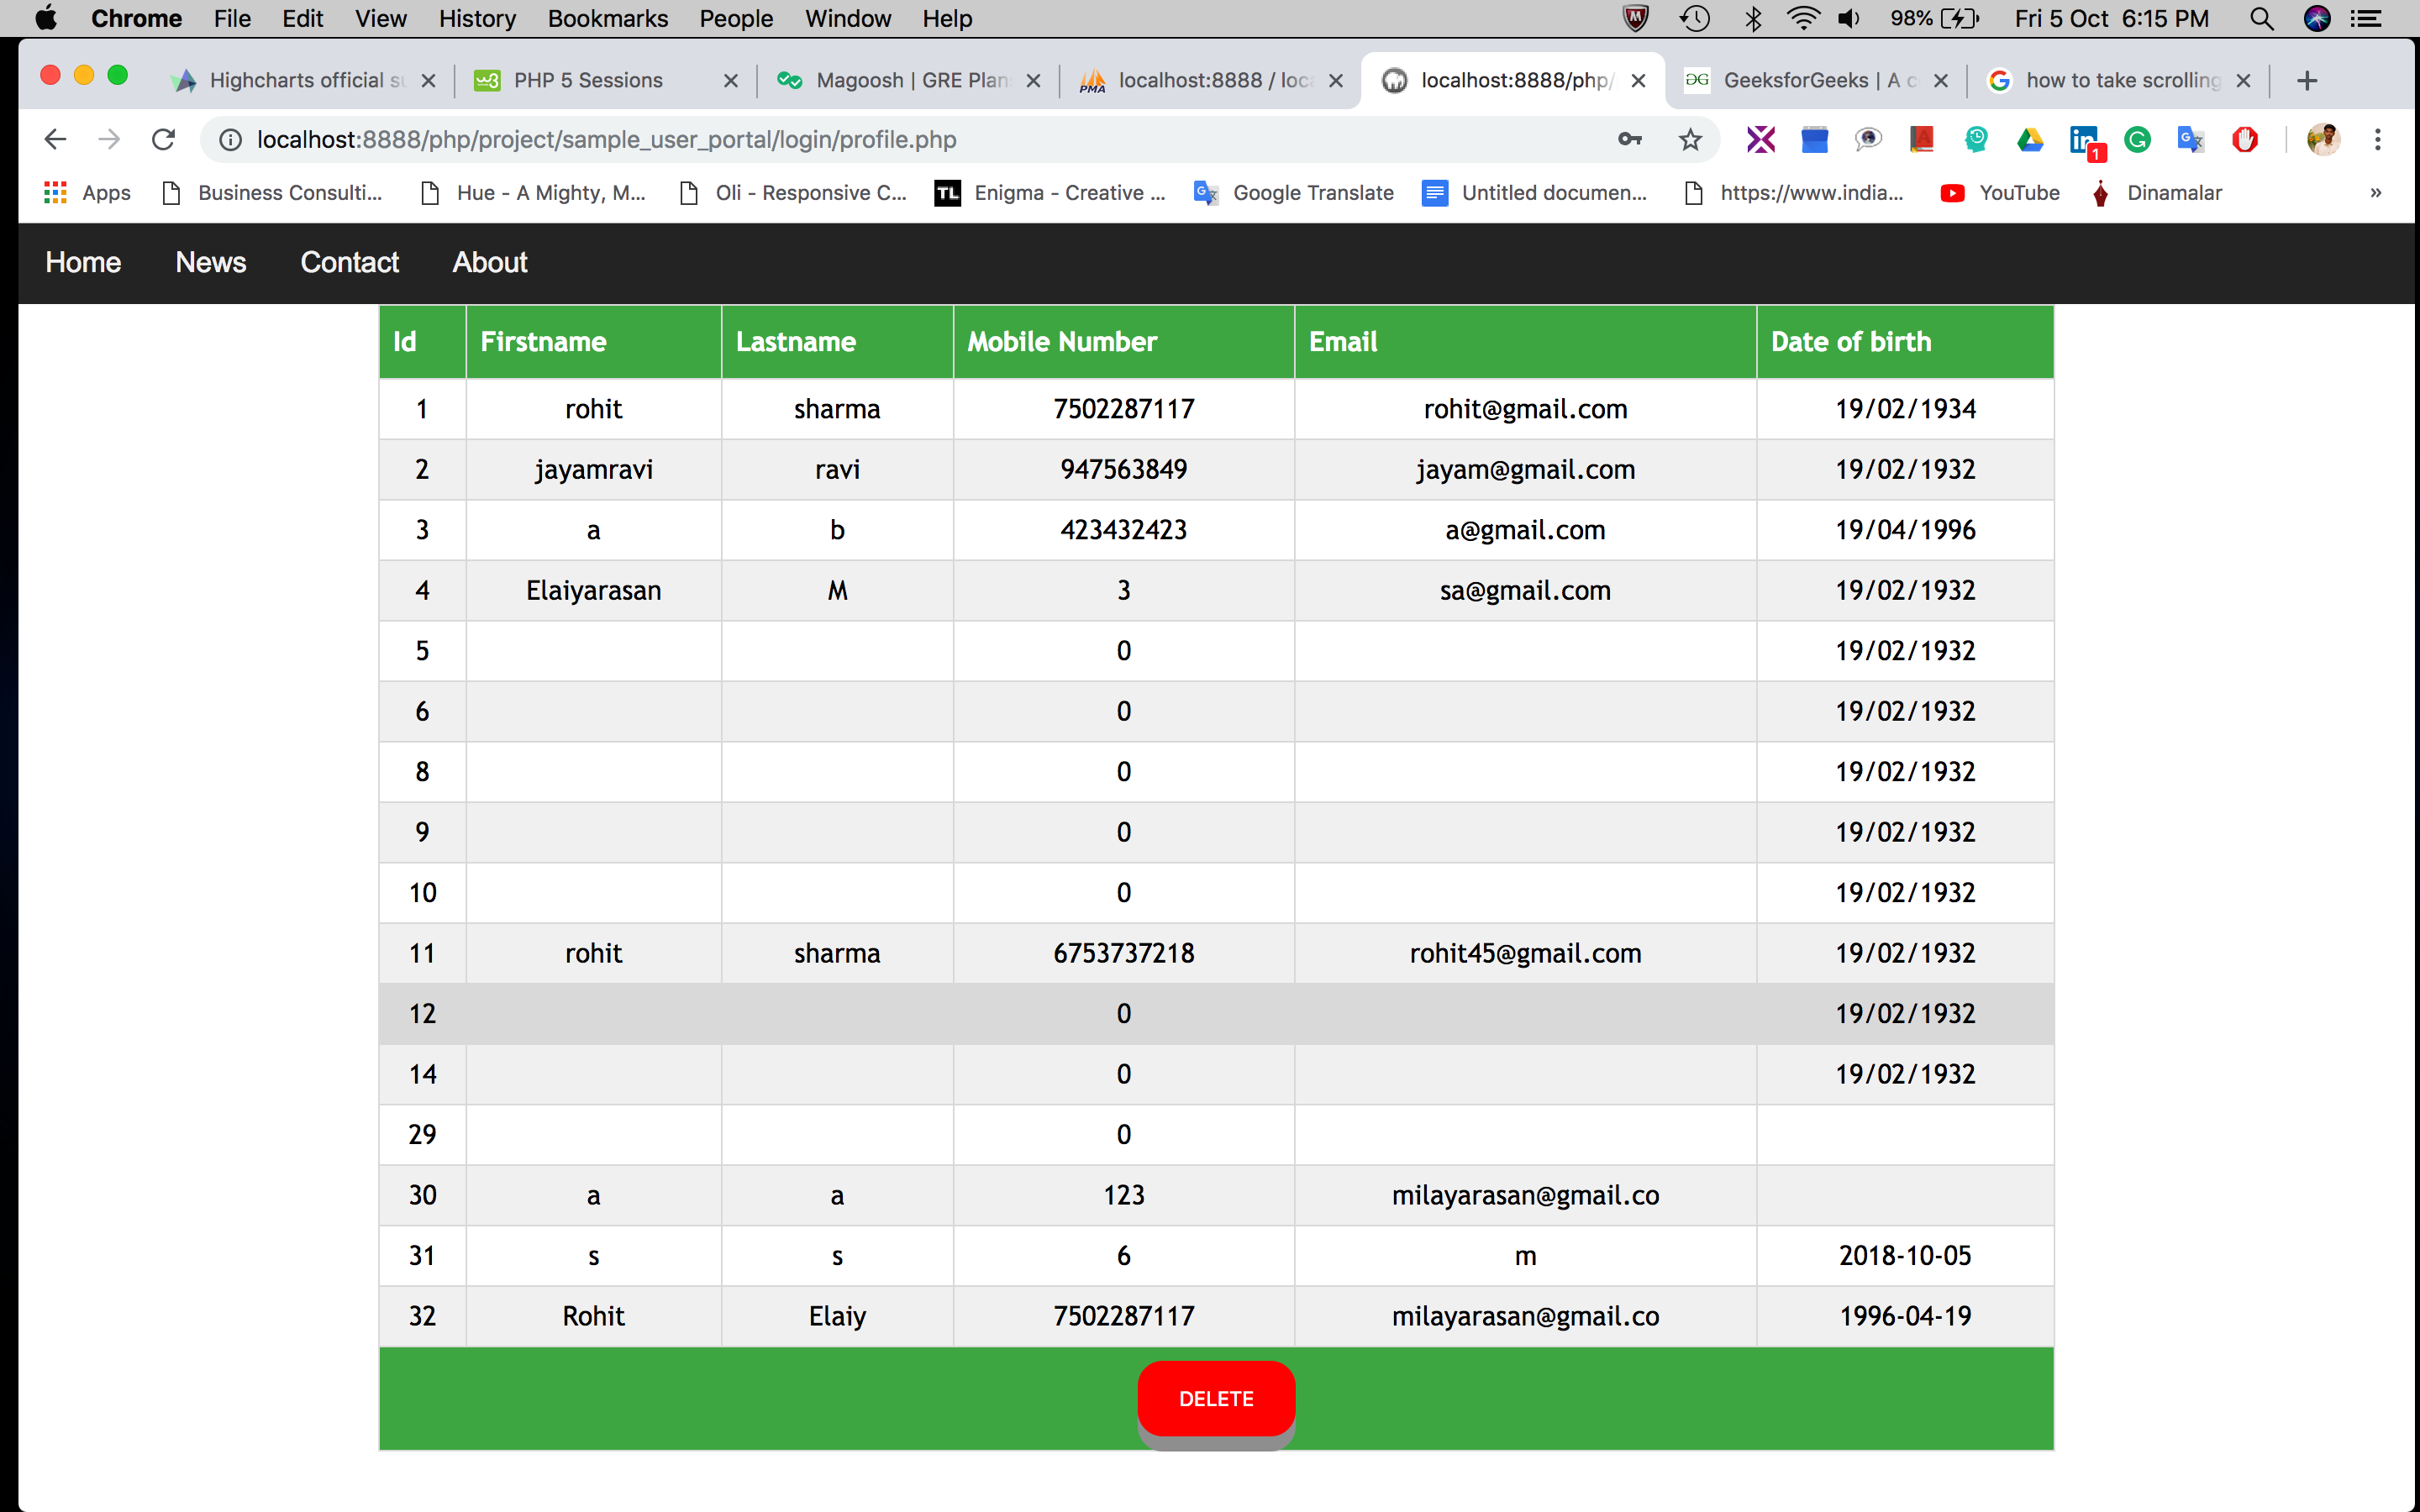 Chrome File Edit View History Bookmarks People Window Help 98% Fri 5 Oct 6:15 PM
Highcharts official su PHP 5 Sessions Magoosh | GRE Plan localhost:8888 / loca localhost:8888/php/ GeeksforGeeks | A c how to take scrolling
localhost:8888/php/project/sample_user_portal/login/profile.php 1
Apps Business Consulti... Hue - A Mighty, M... Oli - Responsive C... TL Enigma - Creative ... Google Translate Untitled documen... https://www.india... YouTube Dinamalar »
Home News Contact About
Id Firstname Lastname Mobile Number Email Date of birth
1 rohit sharma 7502287117 rohit@gmail.com 19/02/1934
2 jayamravi ravi 947563849 jayam@gmail.com 19/02/1932
3 a b 423432423 a@gmail.com 19/04/1996
4 Elaiyarasan M 3 sa@gmail.com 19/02/1932
5 0 19/02/1932
6 0 19/02/1932
8 0 19/02/1932
9 0 19/02/1932
10 0 19/02/1932
11 rohit sharma 6753737218 rohit45@gmail.com 19/02/1932
12 0 19/02/1932
14 0 19/02/1932
29 0
30 a a 123 milayarasan@gmail.co
31 s s 6 m 2018-10-05
32 Rohit Elaiy 7502287117 milayarasan@gmail.co 1996-04-19
DELETE